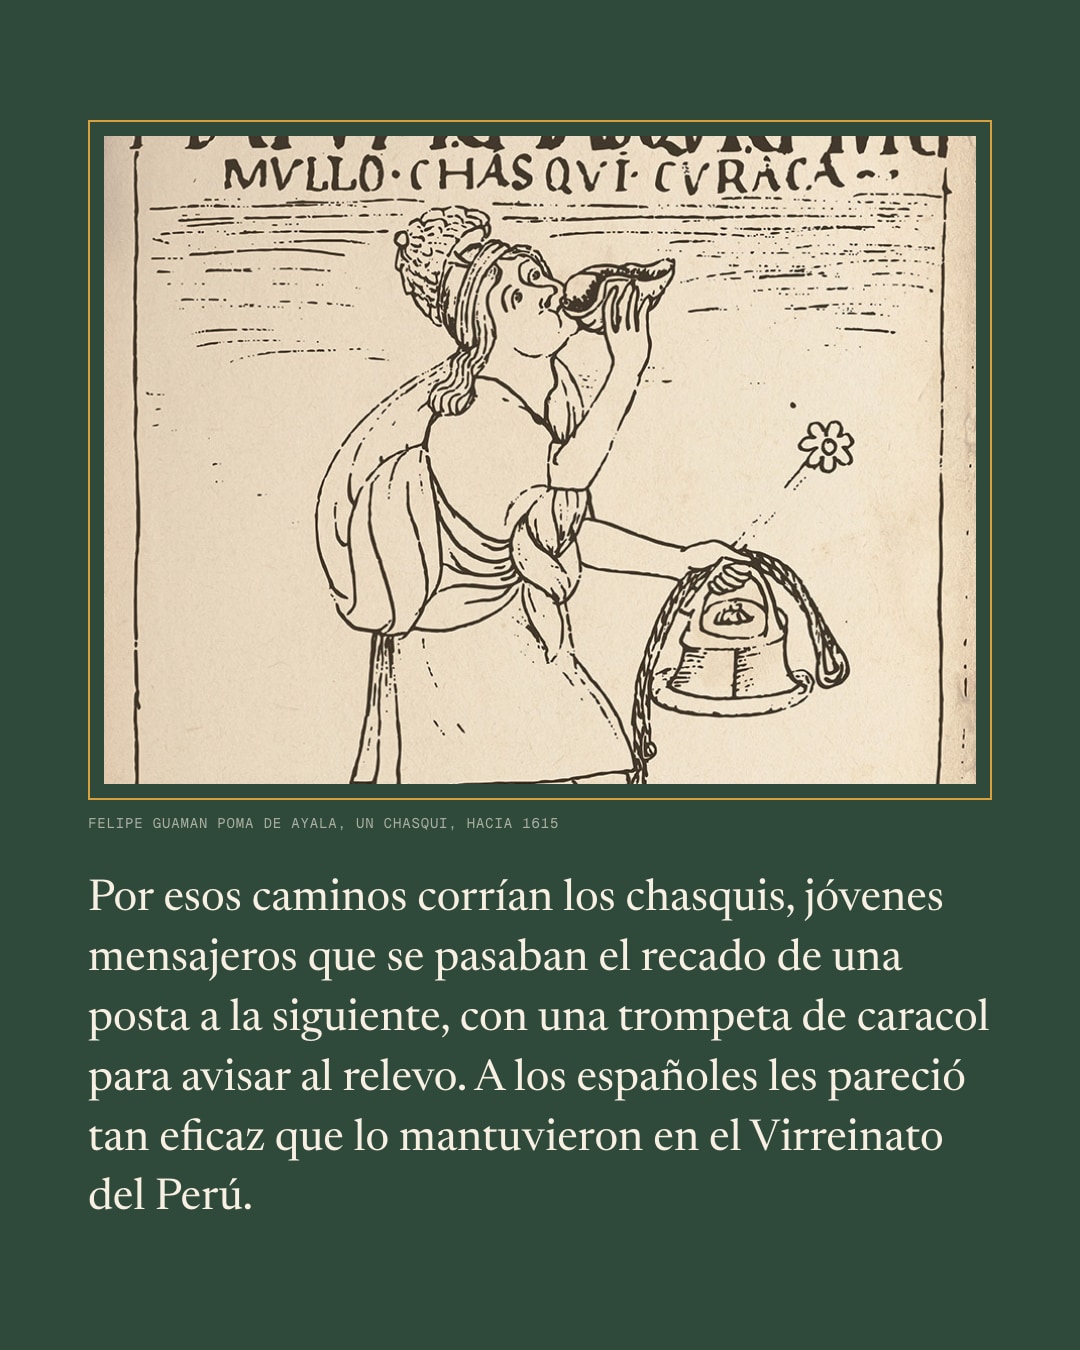 MVLLO·CHASQVI·CVRACA
FELIPE GUAMAN POMA DE AYALA, UN CHASQUI, HACIA 1615
Por esos caminos corrían los chasquis, jóvenes
mensajeros que se pasaban el recado de una
posta a la siguiente, con una trompeta de caracol
para avisar al relevo. A los españoles les pareció
tan eficaz que lo mantuvieron en el Virreinato
del Perú.